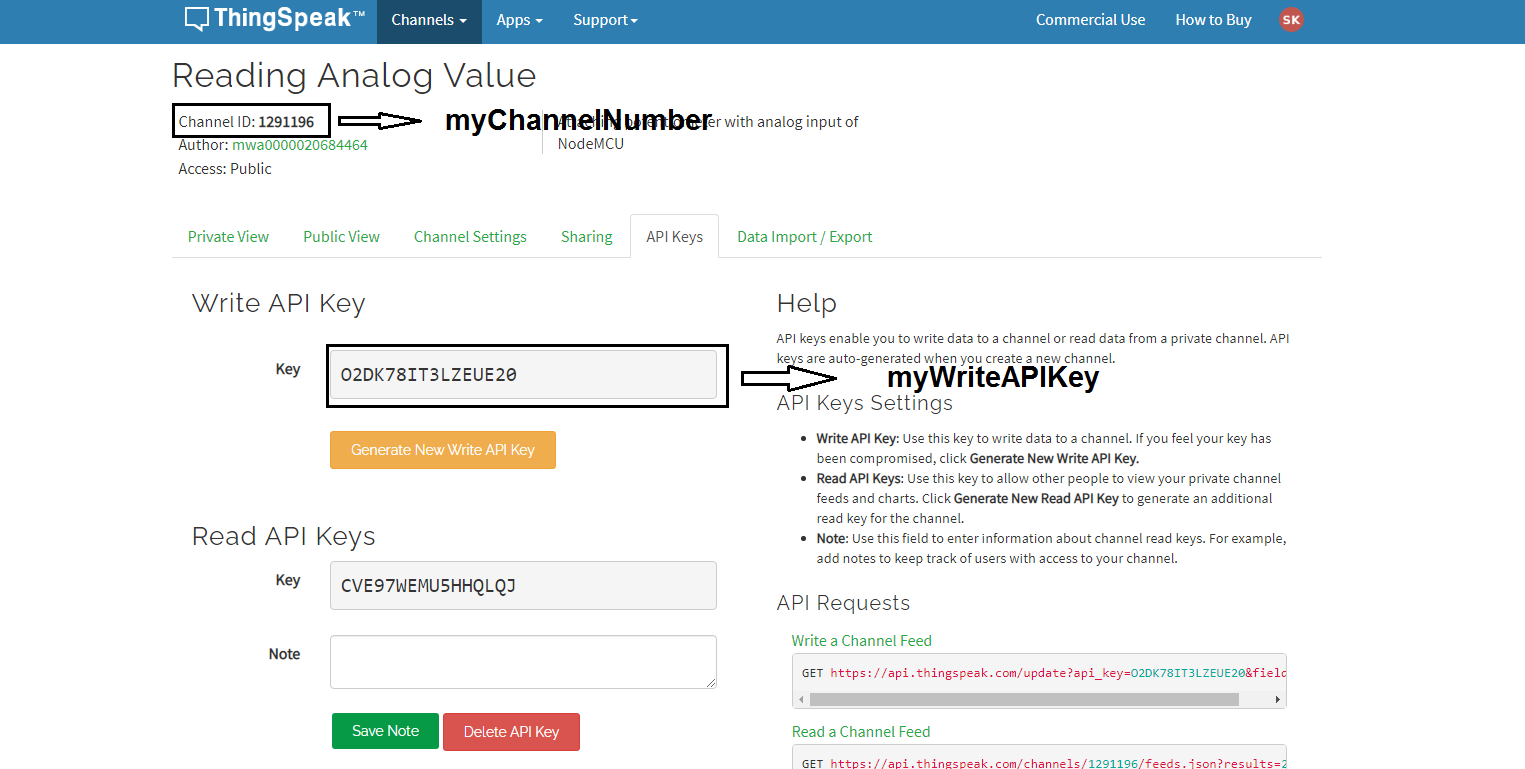 ThingSpeak™ Channels Apps Support Commercial Use How to Buy SK
Reading Analog Value
Channel ID: 1291196
myChannelNumber
Author: mwa0000020684464
Access: Public
with analog input of
NodeMCU
Private View Public View Channel Settings Sharing API Keys Data Import / Export
Write API Key
Key O2DK78IT3LZEUE20
myWriteAPIKey
Generate New Write API Key
Read API Keys
Key CVE97WEMU5HHQLQJ
Note
Save Note Delete API Key
Help
API keys enable you to write data to a channel or read data from a private channel. API
keys are auto-generated when you create a new channel.
API Keys Settings
Write API Key: Use this key to write data to a channel. If you feel your key has
been compromised, click Generate New Write API Key.
Read API Keys: Use this key to allow other people to view your private channel
feeds and charts. Click Generate New Read API Key to generate an additional
read key for the channel.
Note: Use this field to enter information about channel read keys. For example,
add notes to keep track of users with access to your channel.
API Requests
Write a Channel Feed
GET https://api.thingspeak.com/update?api_key=O2DK78IT3LZEUE20&field
Read a Channel Feed
GET https://api.thingspeak.com/channels/1291196/feeds.json?results=2